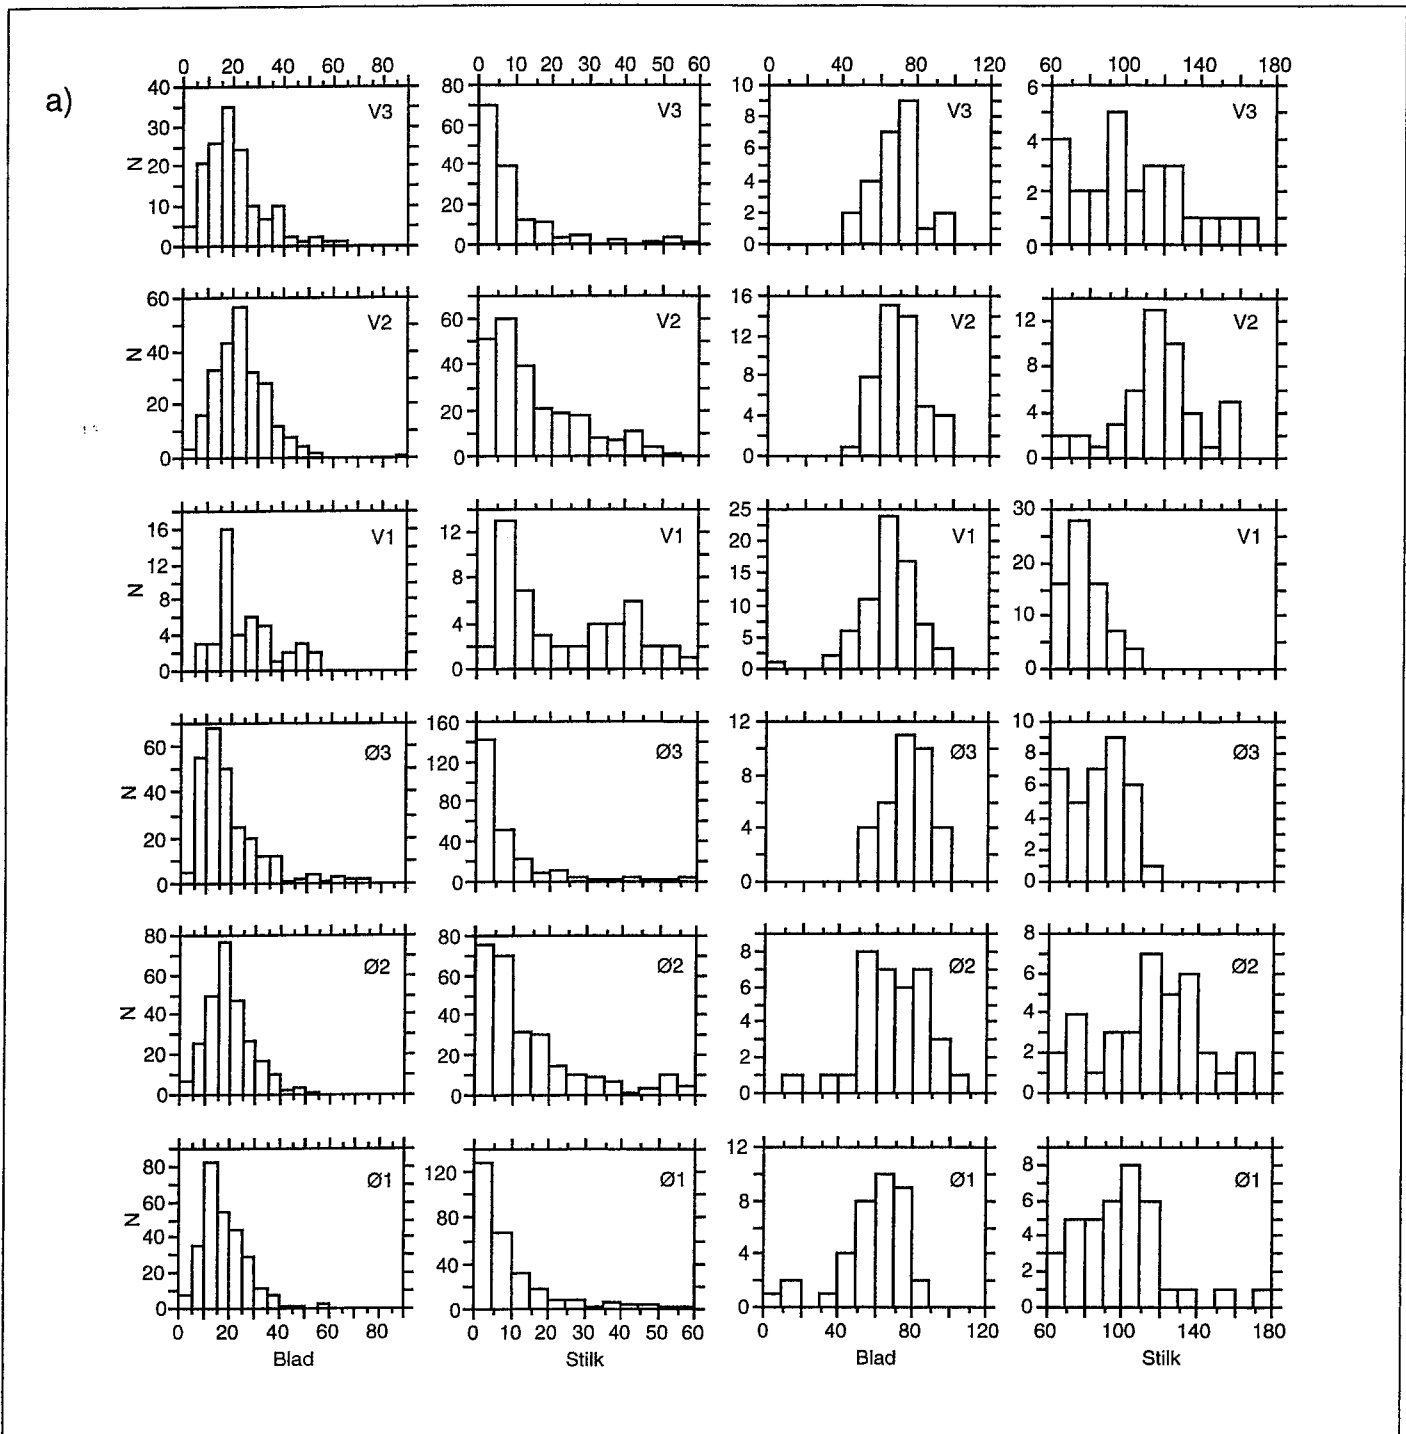 a)
0 20 40 60 80
0 10 20 30 40 50 60
0 40 80 120
60 100 140 180
40 30 20 10 0 N V3
80 60 40 20 0 V3
10 8 6 4 2 0 V3
6 4 2 0 V3
60 40 20 0 N V2
60 40 20 0 V2
16 12 8 4 0 V2
12 8 4 0 V2
16 12 8 4 0 N V1
12 8 4 0 V1
25 20 15 10 5 0 V1
30 20 10 0 V1
60 40 20 0 N Ø3
160 120 80 40 0 Ø3
12 8 4 0 Ø3
10 8 6 4 2 0 Ø3
80 60 40 20 0 N Ø2
80 60 40 20 0 Ø2
8 6 4 2 0 Ø2
8 6 4 2 0 Ø2
80 60 40 20 0 N Ø1
120 80 40 0 Ø1
12 8 4 0 Ø1
8 6 4 2 0 Ø1
0 20 40 60 80
0 10 20 30 40 50 60
0 40 80 120
60 100 140 180
Blad
Stilk
Blad
Stilk